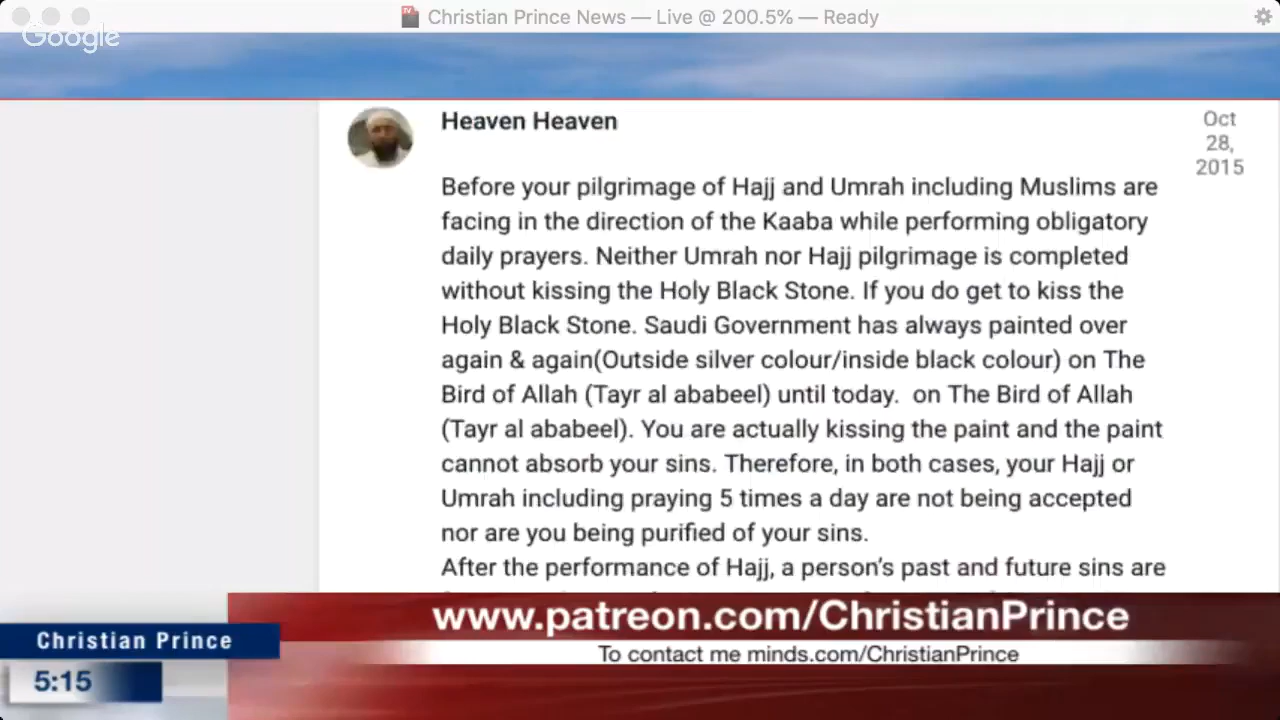 Christian Prince News — Live @ 200.5% — Ready
Google
Heaven Heaven
Oct
28,
2015
Before your pilgrimage of Hajj and Umrah including Muslims are
facing in the direction of the Kaaba while performing obligatory
daily prayers. Neither Umrah nor Hajj pilgrimage is completed
without kissing the Holy Black Stone. If you do get to kiss the
Holy Black Stone. Saudi Government has always painted over
again & again(Outside silver colour/inside black colour) on The
Bird of Allah (Tayr al ababeel) until today.  on The Bird of Allah
(Tayr al ababeel). You are actually kissing the paint and the paint
cannot absorb your sins. Therefore, in both cases, your Hajj or
Umrah including praying 5 times a day are not being accepted
nor are you being purified of your sins.
After the performance of Hajj, a person's past and future sins are
www.patreon.com/ChristianPrince
Christian Prince
To contact me minds.com/ChristianPrince
5:15